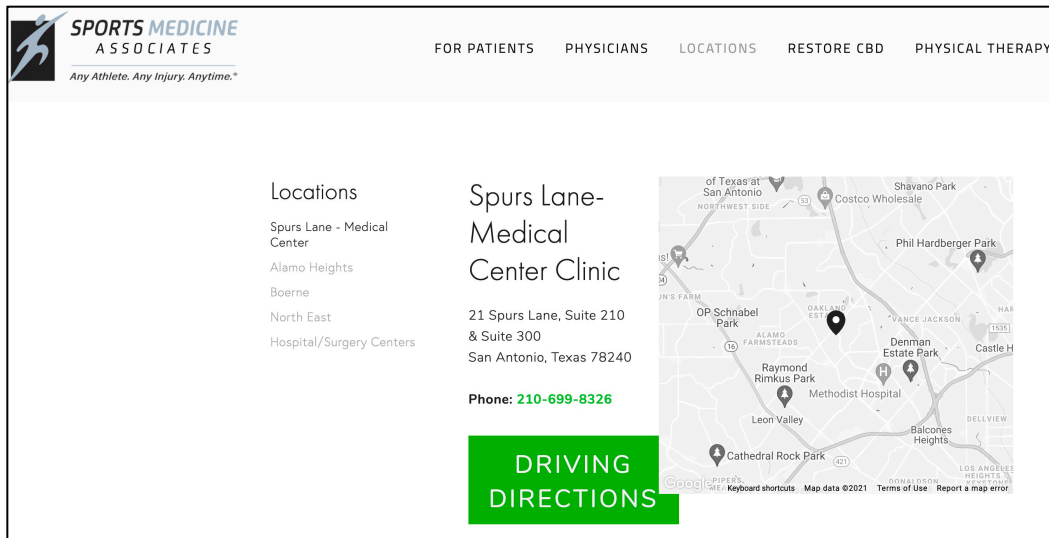 SPORTS MEDICINE
ASSOCIATES
Any Athlete. Any Injury. Anytime.®
FOR PATIENTS PHYSICIANS LOCATIONS RESTORE CBD PHYSICAL THERAPY
Locations
Spurs Lane - Medical
Center
Alamo Heights
Boerne
North East
Hospital/Surgery Centers
Spurs Lane-
Medical
Center Clinic
21 Spurs Lane, Suite 210
& Suite 300
San Antonio, Texas 78240
Phone: 210-699-8326
DRIVING
DIRECTIONS
of Texas at
San Antonio
Shavano Park
NORTHWEST SIDE
53
Costco Wholesale
Phil Hardberger Park
OP Schnabel
Park
OAKLAND
VANCE JACKSON
1535
16
ALAMO
FARMSTEADS
Denman
Estate Park
Castle H
Raymond
Rimkus Park
H
Methodist Hospital
Leon Valley
DELLVIEW
Balcones
Heights
Cathedral Rock Park
421
LOS ANGELES
HEIGHTS
Google
Keyboard shortcuts Map data ©2021 Terms of Use Report a map error